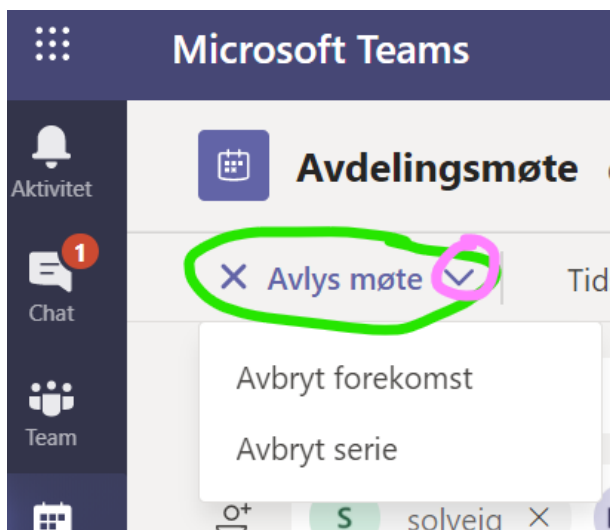 Microsoft Teams
Aktivitet
Avdelingsmøte
1
Chat
Avlys møte
Tid
Avbryt forekomst
Avbryt serie
Team
S
solveig